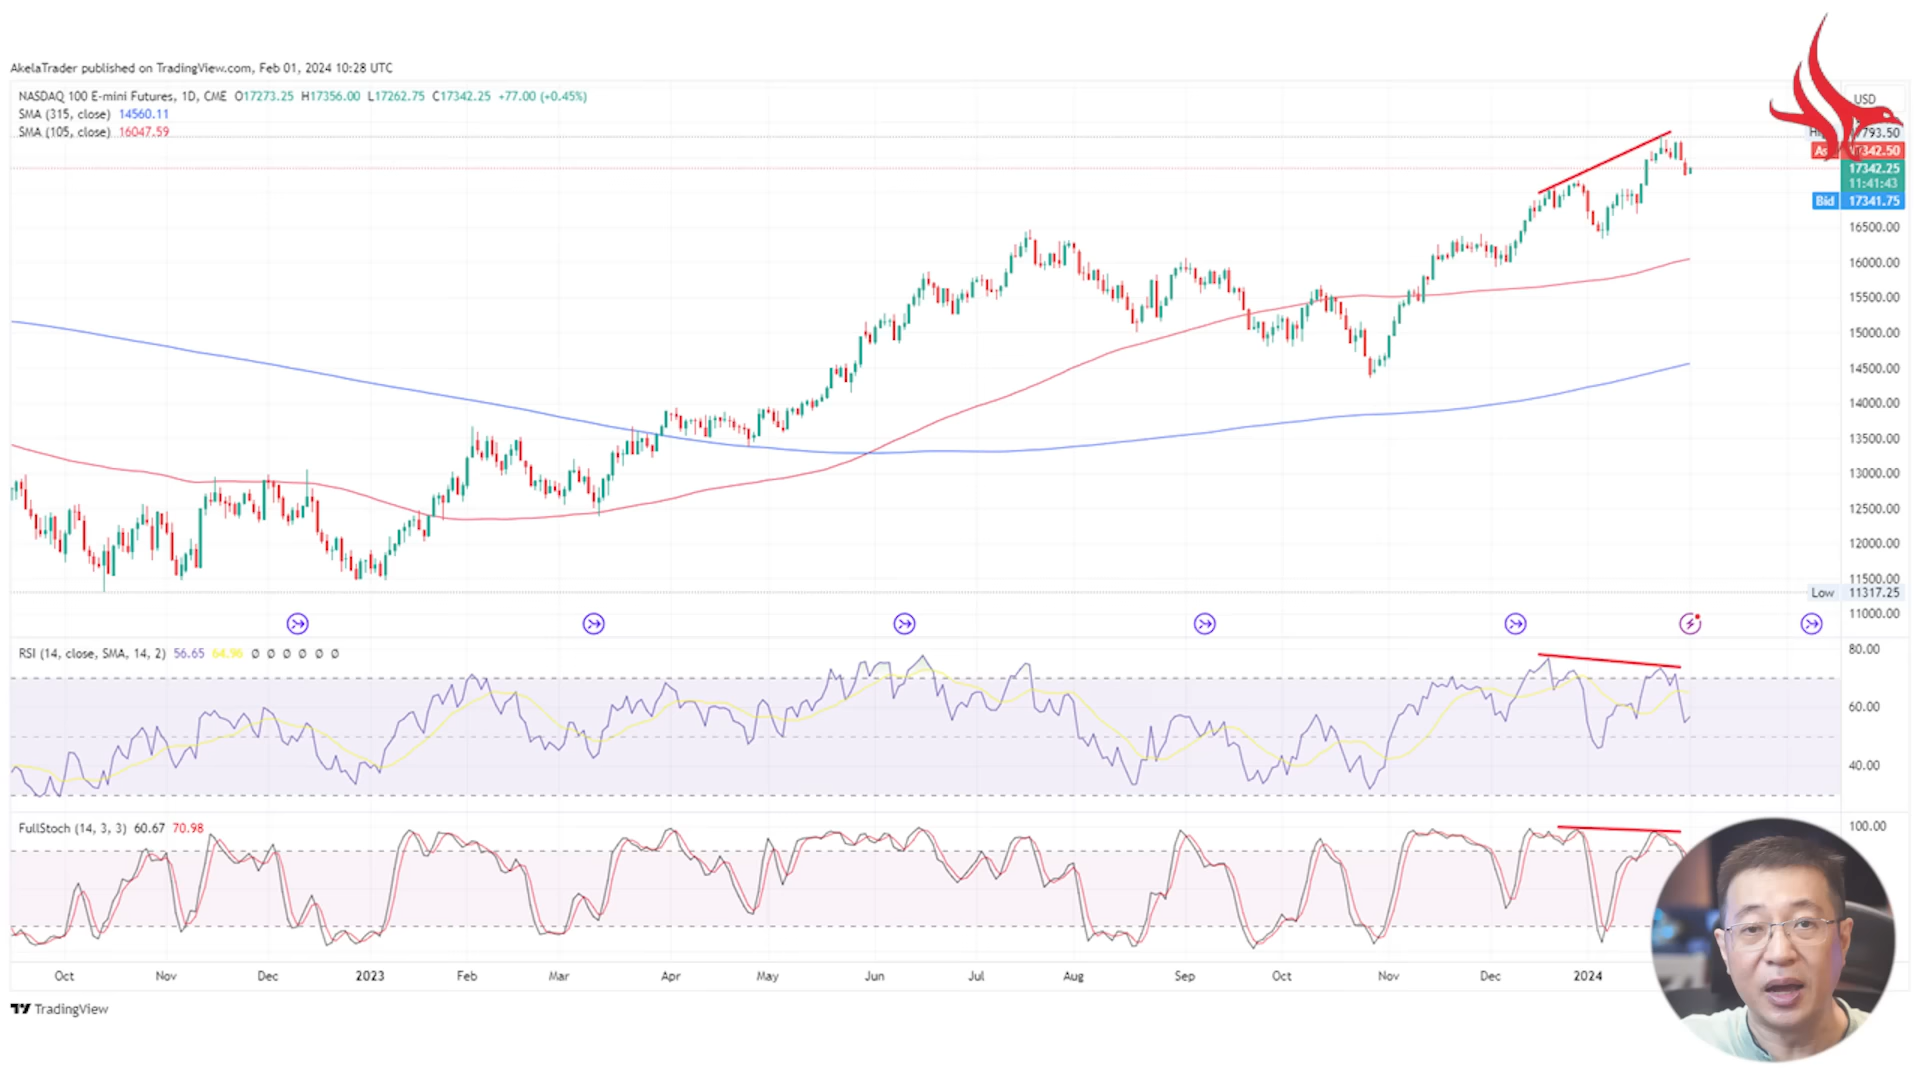 AkelaTrader published on TradingView.com, Feb 01, 2024 10:28 UTC
NASDAQ 100 E-mini Futures, 1D, CME O17273.25 H17356.00 L17262.75 C17342.25 +77.00 (+0.45%)
SMA (315, close) 14560.11
SMA (105, close) 16047.59
USD
793.50
342.50
17342.25
11:41:43
Bid 17341.75
16500.00
16000.00
15500.00
15000.00
14500.00
14000.00
13500.00
13000.00
12500.00
12000.00
11500.00
Low 11317.25
11000.00
RSI (14, close, SMA, 14, 2) 56.65 64.96 Ø Ø Ø Ø Ø Ø
80.00
60.00
40.00
FullStoch (14, 3, 3) 60.67 70.98
100.00
Oct Nov Dec 2023 Feb Mar Apr May Jun Jul Aug Sep Oct Nov Dec 2024
TradingView